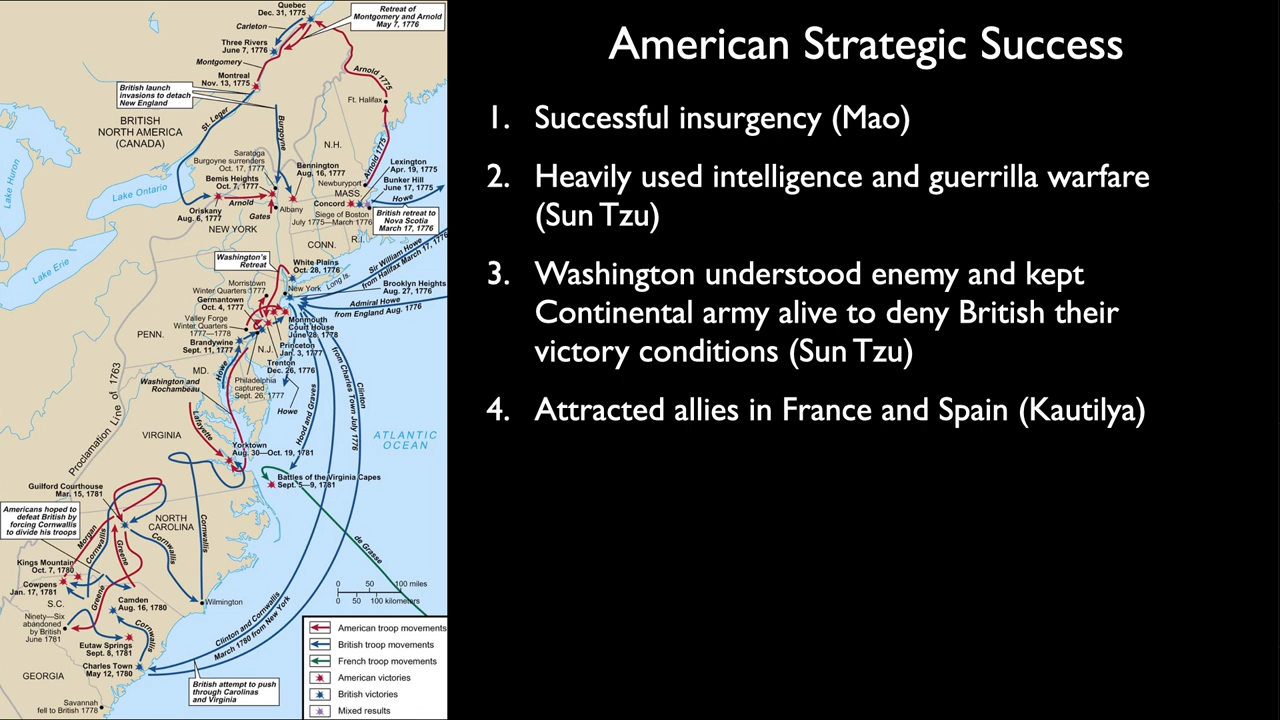 American Strategic Success
1. Successful insurgency (Mao)
2. Heavily used intelligence and guerrilla warfare
(Sun Tzu)
3. Washington understood enemy and kept
Continental army alive to deny British their
victory conditions (Sun Tzu)
4. Attracted allies in France and Spain (Kautilya)
Quebec
Dec. 31, 1775
Retreat of
Montgomery and Arnold
May 7, 1776
Carleton
Three Rivers
June 7, 1776
Montgomery
Montreal
Nov. 13, 1775
Arnold 1775
British launch
invasions to detach
New England
Ft. Halifax
St. Leger
BRITISH
NORTH AMERICA
(CANADA)
Burgoyne
Arnold 1775
N.H.
Lake Huron
Saratoga
Burgoyne surrenders
Oct. 17, 1777
Bennington
Aug. 16, 1777
Lexington
Apr. 19, 1775
Bemis Heights
Oct. 7, 1777
Newburyport
Bunker Hill
June 17, 1775
Lake Ontario
MASS.
Howe
Arnold
Concord
Oriskany
Aug. 6, 1777
Gates
Albany
Siege of Boston
July 1775—March 1776
British retreat to
Nova Scotia
March 17, 1776
NEW YORK
CONN.
R.I.
Lake Erie
Washington's
Retreat
White Plains
Oct. 28, 1776
Sir William Howe
from Halifax March 17, 1776
Long Is.
Morristown
Winter Quarters 1777
New York
Brooklyn Heights
Aug. 27, 1776
Germantown
Oct. 4, 1777
Admiral Howe
from England Aug. 1776
Valley Forge
Winter Quarters
1777—1778
Monmouth
Court House
June 28, 1778
PENN.
Brandywine
Sept. 11, 1777
N.J.
Princeton
Jan. 3, 1777
Trenton
Dec. 26, 1776
MD.
Howe
Washington and
Rochambeau
Philadelphia
captured
Sept. 26, 1777
Howe
Hood and Graves
Clinton
from Charles Town July 1776
Proclamation Line of 1763
Lafayette
VIRGINIA
ATLANTIC
OCEAN
Yorktown
Aug. 30—Oct. 19, 1781
Battles of the Virginia Capes
Sept. 5—9, 1781
Guilford Courthouse
Mar. 15, 1781
Americans hoped to
defeat British by
forcing Cornwallis
to divide his troops
NORTH
CAROLINA
Morgan
Cornwallis
Greene
Cornwallis
Cornwallis
de Grasse
Kings Mountain
Oct. 7, 1780
Cowpens
Jan. 17, 1781
0 50 100 miles
0 50 100 kilometers
S.C.
Greene
Camden
Aug. 16, 1780
Wilmington
Ninety—Six
abandoned
by British
June 1781
Cornwallis
Clinton and Cornwallis
March 1780 from New York
Eutaw Springs
Sept. 8, 1781
Charles Town
May 12, 1780
GEORGIA
British attempt to push
through Carolinas
and Virginia
Savannah
fell to British 1778
American troop movements
British troop movements
French troop movements
American victories
British victories
Mixed results